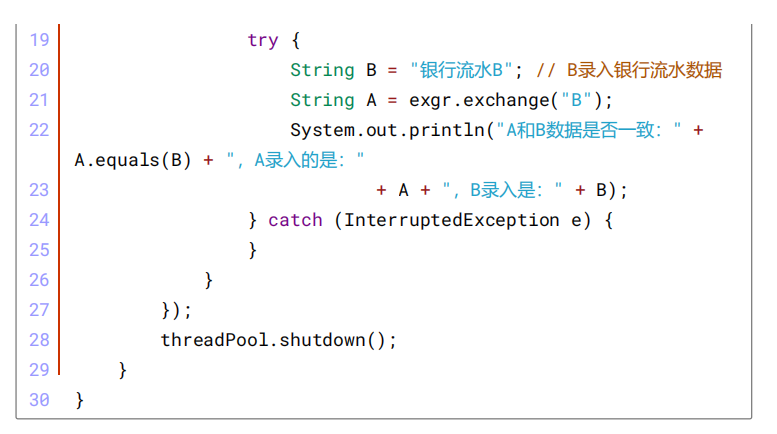 19                 try {
20                     String B = "银行流水B"; // B录入银行流水数据
21                     String A = exgr.exchange("B");
22                     System.out.println("A和B数据是否一致：" +
A.equals(B) + "，A录入的是："
23                             + A + "，B录入是：" + B);
24                 } catch (InterruptedException e) {
25                 }
26             }
27         });
28         threadPool.shutdown();
29     }
30 }